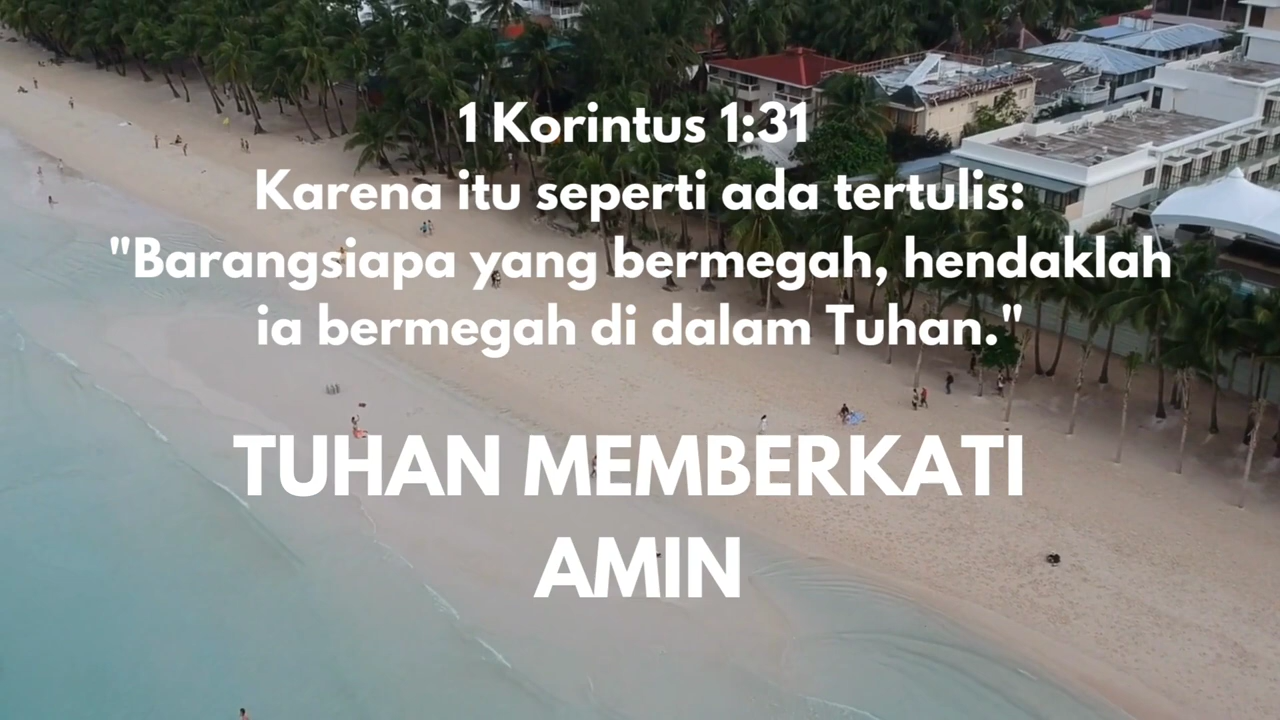 1 Korintus 1:31
Karena itu seperti ada tertulis:
"Barangsiapa yang bermegah, hendaklah
ia bermegah di dalam Tuhan."
TUHAN MEMBERKATI
AMIN